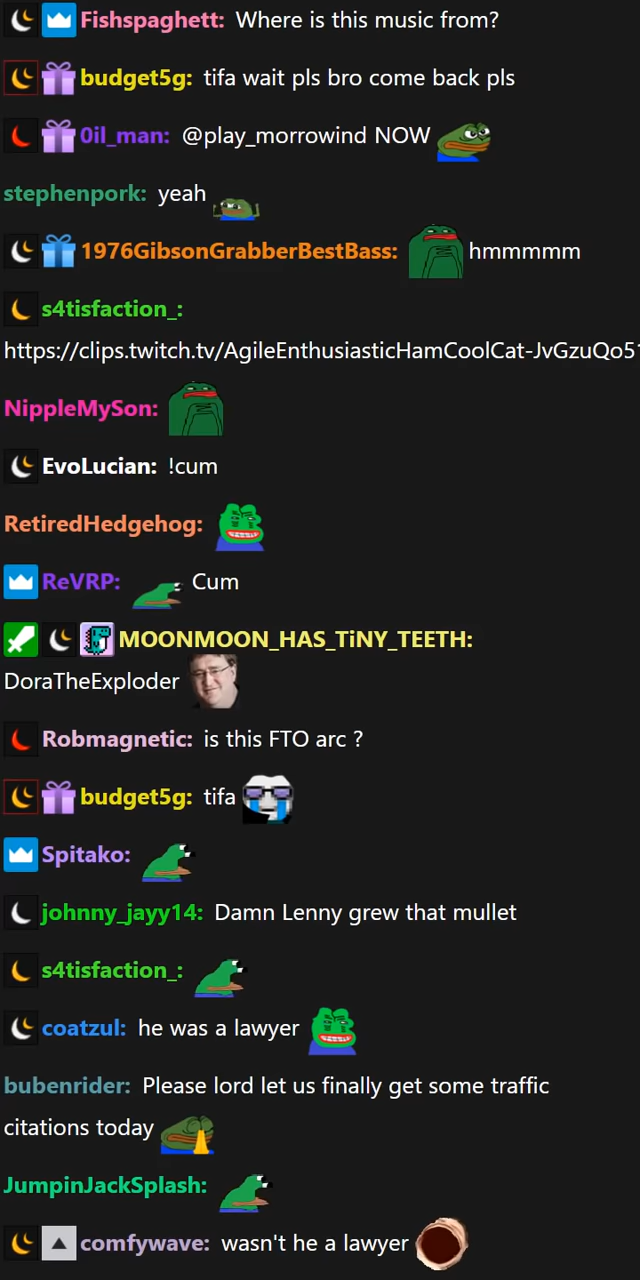 Fishspaghett: Where is this music from?
budget5g: tifa wait pls bro come back pls
0il_man: @play_morrowind NOW
stephenpork: yeah
1976GibsonGrabberBestBass: hmmmmm
s4tisfaction_:
https://clips.twitch.tv/AgileEnthusiasticHamCoolCat-JvGzuQo51
NippleMySon:
EvoLucian: !cum
RetiredHedgehog:
ReVRP: Cum
MOONMOON_HAS_TiNY_TEETH:
DoraTheExploder
Robmagnetic: is this FTO arc ?
budget5g: tifa
Spitako:
johnny_jayy14: Damn Lenny grew that mullet
s4tisfaction_:
coatzul: he was a lawyer
bubenrider: Please lord let us finally get some traffic
citations today
JumpinJackSplash:
comfywave: wasn't he a lawyer